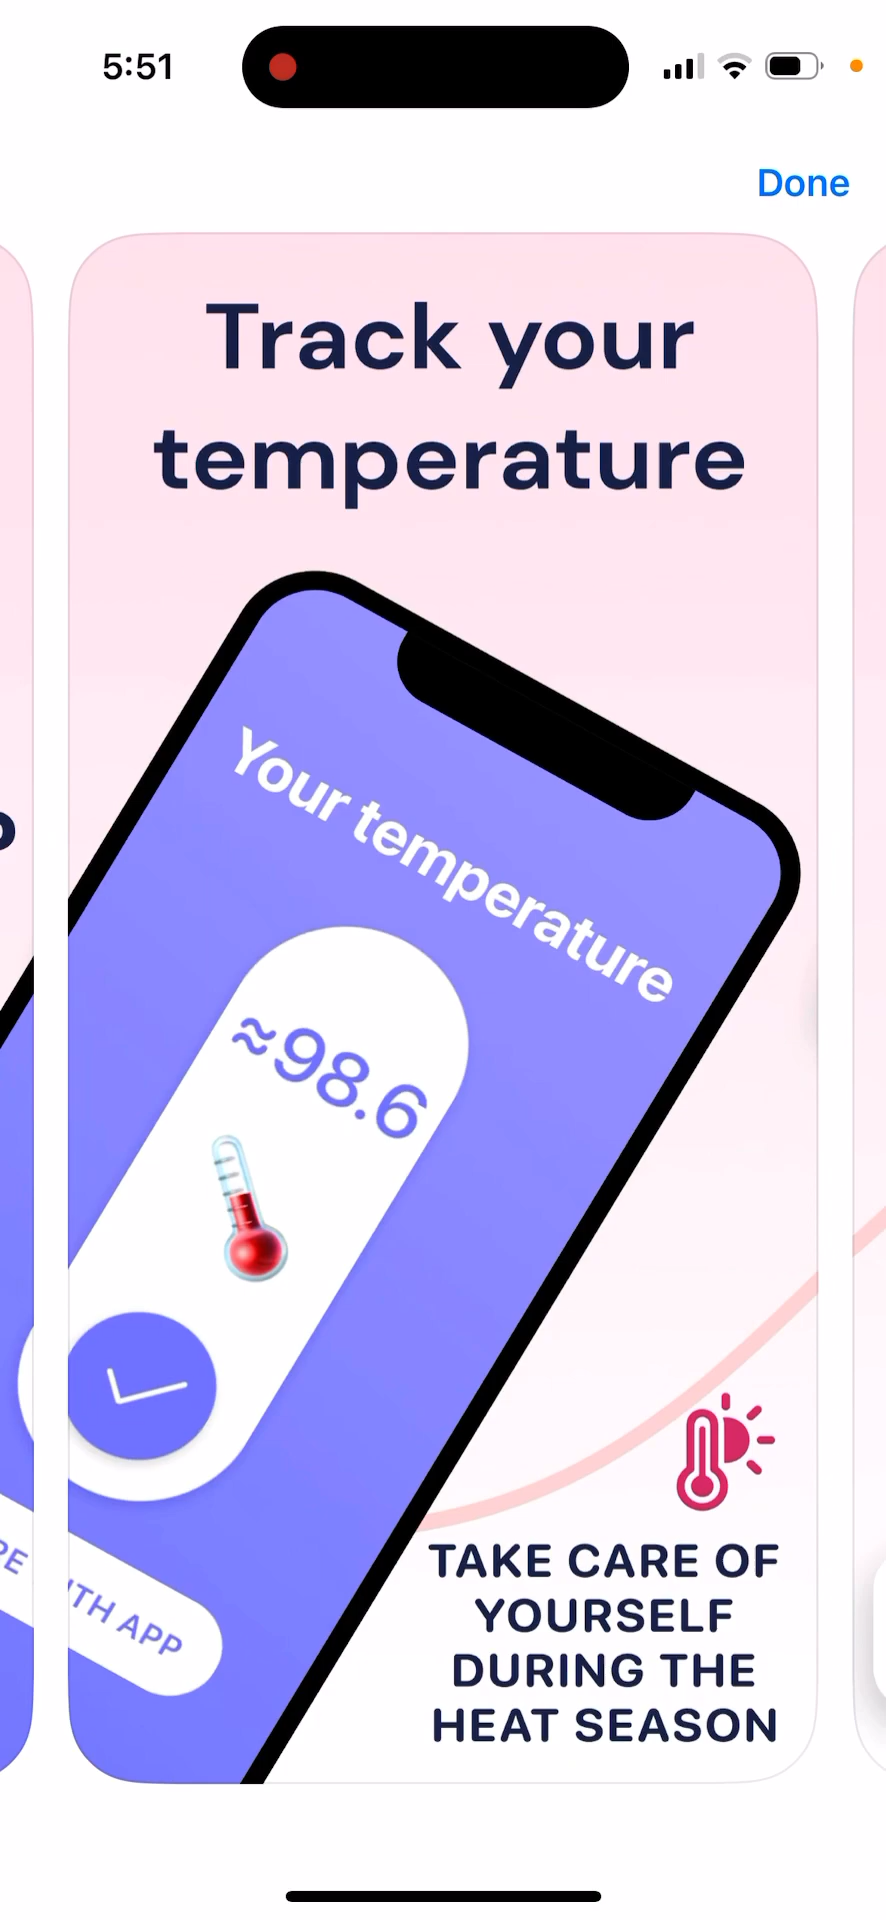 5:51
Done
Track your
temperature
Your temperature
≈98.6
APP
TAKE CARE OF
YOURSELF
DURING THE
HEAT SEASON